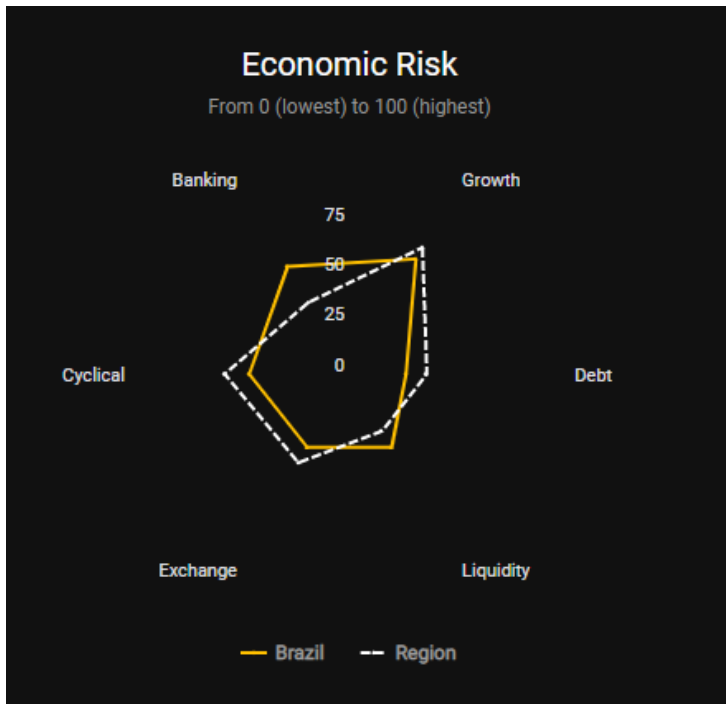 Economic Risk
From 0 (lowest) to 100 (highest)
Banking
Growth
75
50
25
0
Cyclical
Debt
Exchange
Liquidity
Brazil
Region